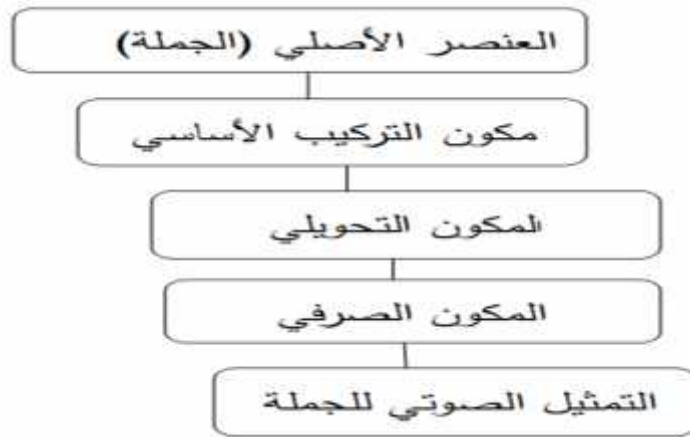 العنصر الأصلي (الجملة)
مكون التركيب الأساسي
المكون التحويلي
المكون الصرفي
التمثيل الصوتي للجملة